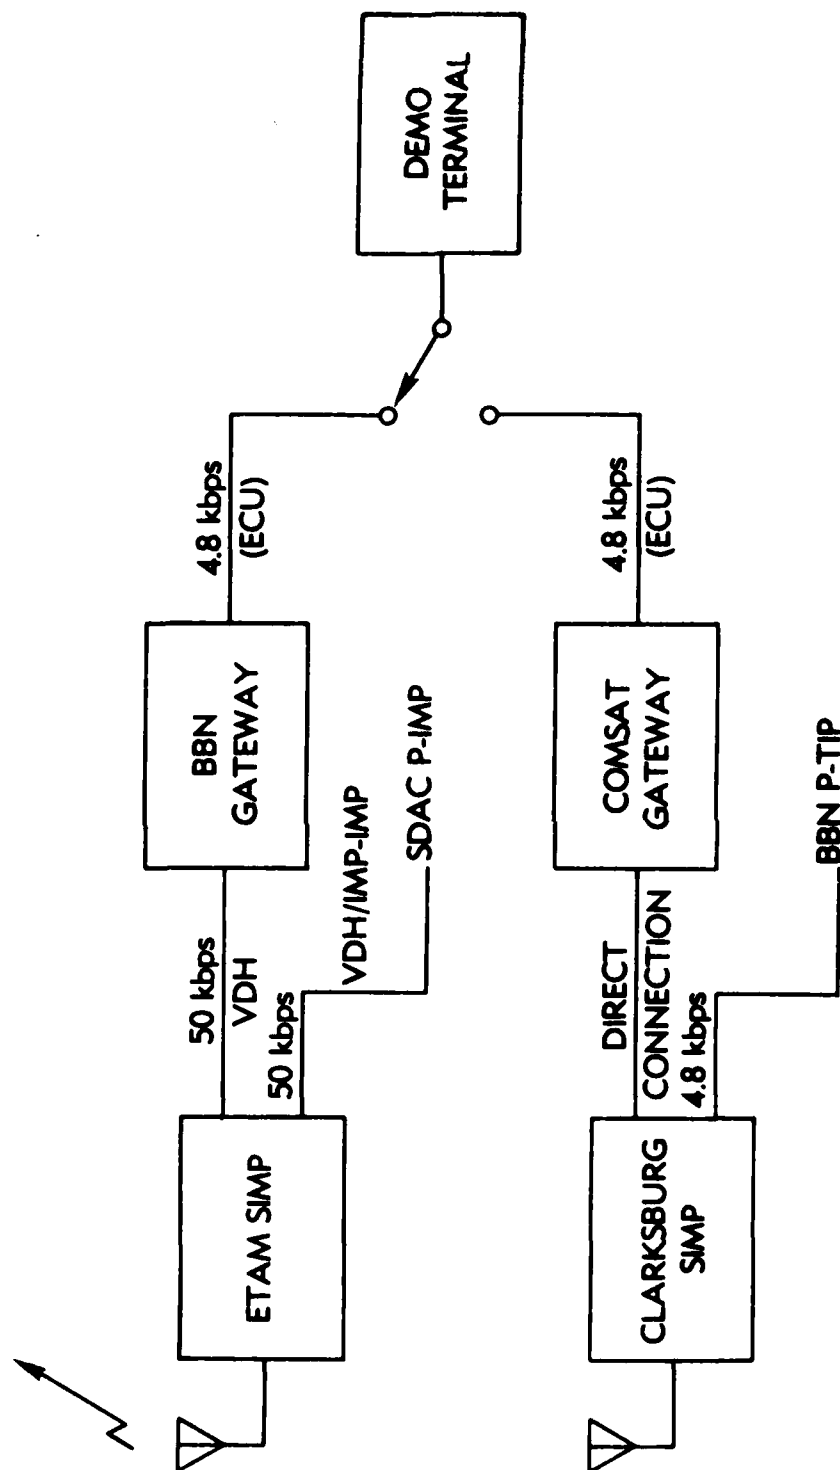 ETAM SIMP
50 kbps
VDH
50 kbps
VDH/IMP-IMP
SDAC P-IMP
BBN
GATEWAY
4.8 kbps
(ECU)
DEMO
TERMINAL
CLARKSBURG
SIMP
DIRECT
CONNECTION
4.8 kbps
BBN P-TIP
COMSAT
GATEWAY
4.8 kbps
(ECU)